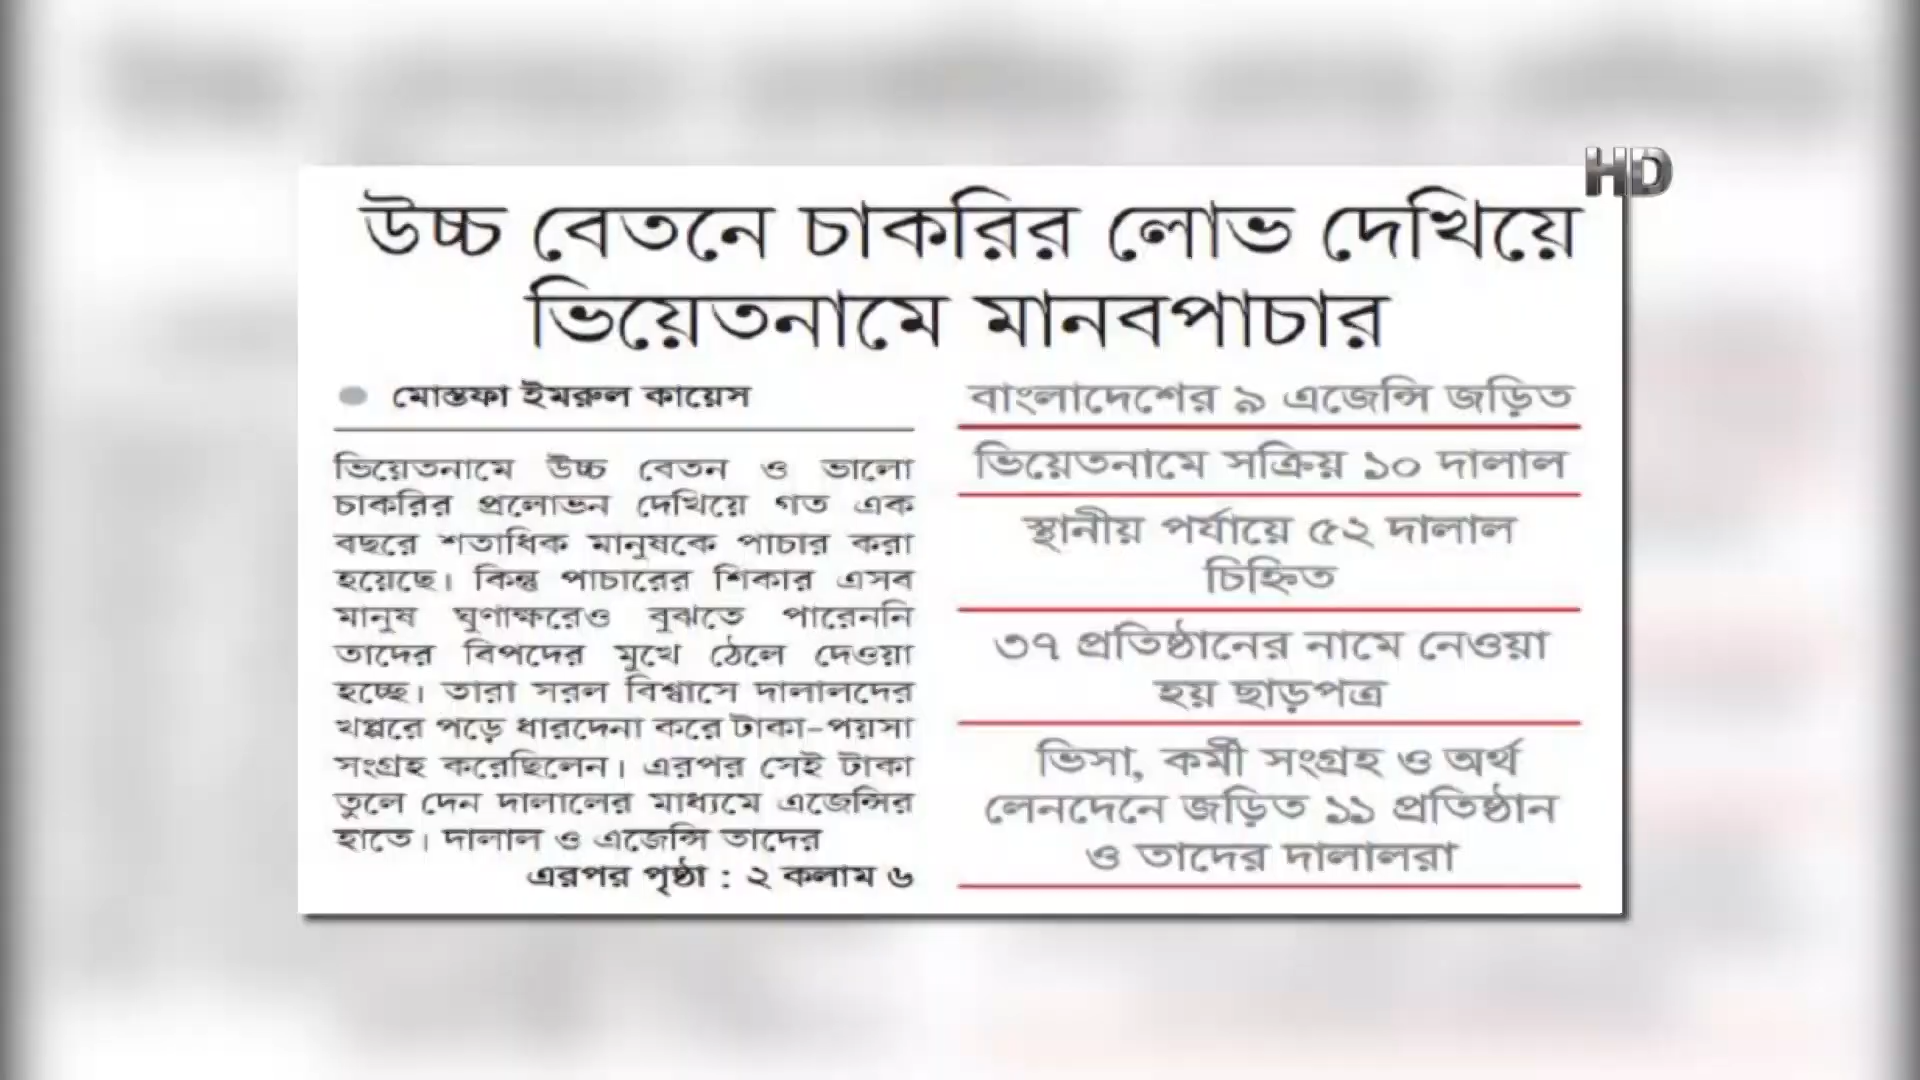 HD
উচ্চ বেতনে চাকরির লোভ দেখিয়ে
ভিয়েতনামে মানবপাচার
মোস্তফা ইমরুল কায়েস
ভিয়েতনামে উচ্চ বেতন ও ভালো
চাকরির প্রলোভন দেখিয়ে গত এক
বছরে শতাধিক মানুষকে পাচার করা
হয়েছে। কিন্তু পাচারের শিকার এসব
মানুষ ঘুণাক্ষরেও বুঝতে পারেননি
তাদের বিপদের মুখে ঠেলে দেওয়া
হচ্ছে। তারা সরল বিশ্বাসে দালালদের
খপ্পরে পড়ে ধারদেনা করে টাকা-পয়সা
সংগ্রহ করেছিলেন। এরপর সেই টাকা
তুলে দেন দালালের মাধ্যমে এজেন্সির
হাতে। দালাল ও এজেন্সি তাদের
এরপর পৃষ্ঠা : ২ কলাম ৬
বাংলাদেশের ৯ এজেন্সি জড়িত
ভিয়েতনামে সক্রিয় ১০ দালাল
স্থানীয় পর্যায়ে ৫২ দালাল
চিহ্নিত
৩৭ প্রতিষ্ঠানের নামে নেওয়া
হয় ছাড়পত্র
ভিসা, কর্মী সংগ্রহ ও অর্থ
লেনদেনে জড়িত ১১ প্রতিষ্ঠান
ও তাদের দালালরা